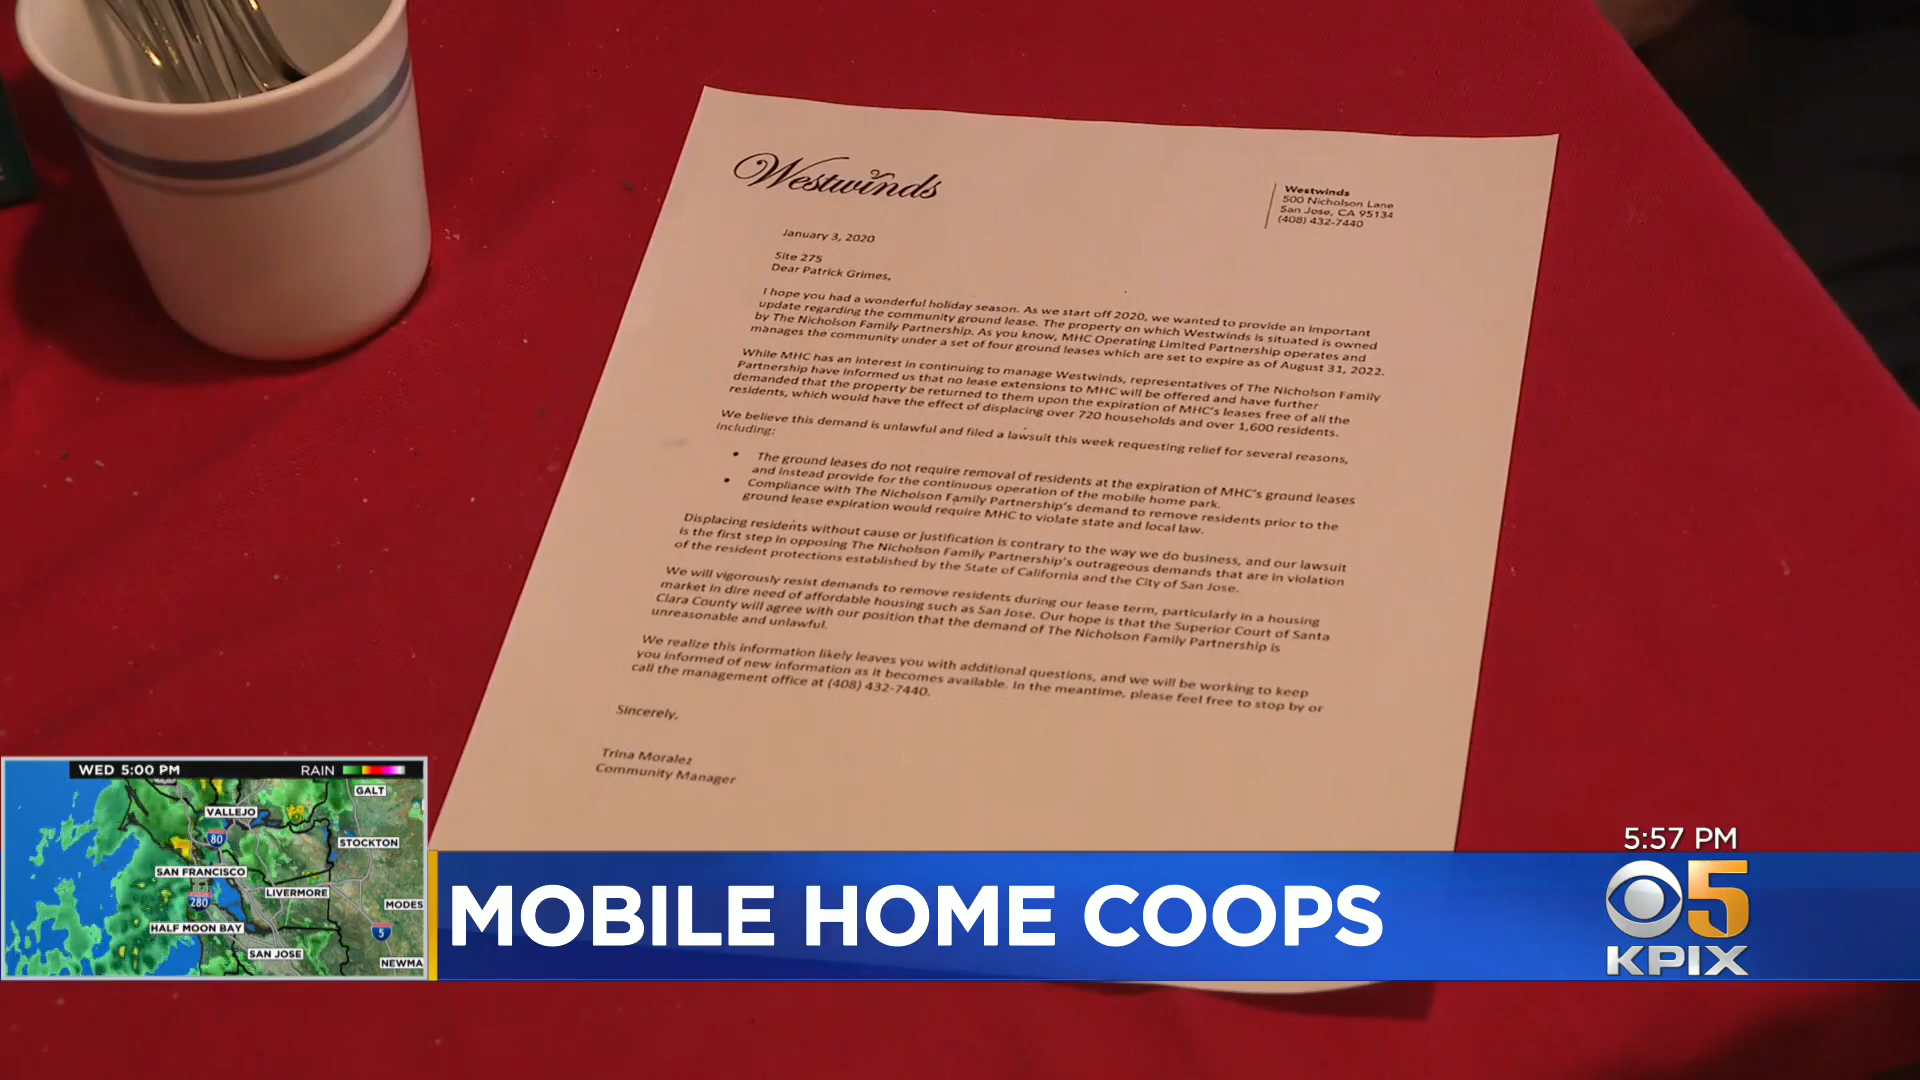 Westwinds
Westwinds
500 Nicholson Lane
San Jose, CA 95134
(408) 432-7440
January 3, 2020
Site 275
Dear Patrick Grimes,
I hope you had a wonderful holiday season. As we start off 2020, we wanted to provide an important
update regarding the community ground lease. The property on which Westwinds is situated is owned
by The Nicholson Family Partnership. As you know, MHC Operating Limited Partnership operates and
manages the community under a set of four ground leases which are set to expire as of August 31, 2022.
While MHC has an interest in continuing to manage Westwinds, representatives of The Nicholson Family
Partnership have informed us that no lease extensions to MHC will be offered and have further
demanded that the property be returned to them upon the expiration of MHC's leases free of all the
residents, which would have the effect of displacing over 720 households and over 1,600 residents.
We believe this demand is unlawful and filed a lawsuit this week requesting relief for several reasons,
including:
• The ground leases do not require removal of residents at the expiration of MHC's ground leases
and instead provide for the continuous operation of the mobile home park.
• Compliance with The Nicholson Family Partnership's demand to remove residents prior to the
ground lease expiration would require MHC to violate state and local law.
Displacing residents without cause or justification is contrary to the way we do business, and our lawsuit
is the first step in opposing The Nicholson Family Partnership's outrageous demands that are in violation
of the resident protections established by the State of California and the City of San Jose.
We will vigorously resist demands to remove residents during our lease term, particularly in a housing
market in dire need of affordable housing such as San Jose. Our hope is that the Superior Court of Santa
Clara County will agree with our position that the demand of The Nicholson Family Partnership is
unreasonable and unlawful.
We realize this information likely leaves you with additional questions, and we will be working to keep
you informed of new information as it becomes available. In the meantime, please feel free to stop by or
call the management office at (408) 432-7440.
Sincerely,
Trina Moralez
Community Manager
WED 5:00 PM RAIN
GALT
VALLEJO
80
STOCKTON
SAN FRANCISCO
LIVERMORE
280
MODES
HALF MOON BAY
5
SAN JOSE
NEWMA
MOBILE HOME COOPS
5:57 PM
5
KPIX